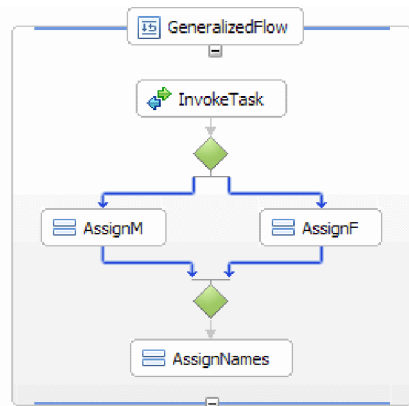 GeneralizedFlow
InvokeTask
AssignM
AssignF
AssignNames